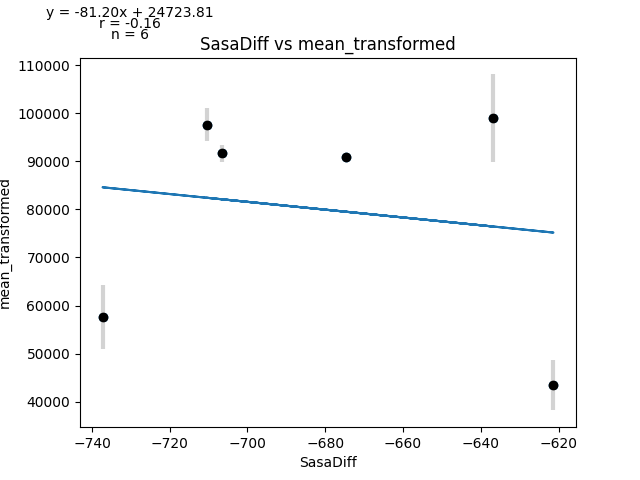 y = -81.20x + 24723.81
r = -0.16
n = 6
SasaDiff vs mean_transformed
110000
100000
90000
80000
70000
60000
50000
40000
mean_transformed
−740
−720
−700
−680
−660
−640
−620
SasaDiff